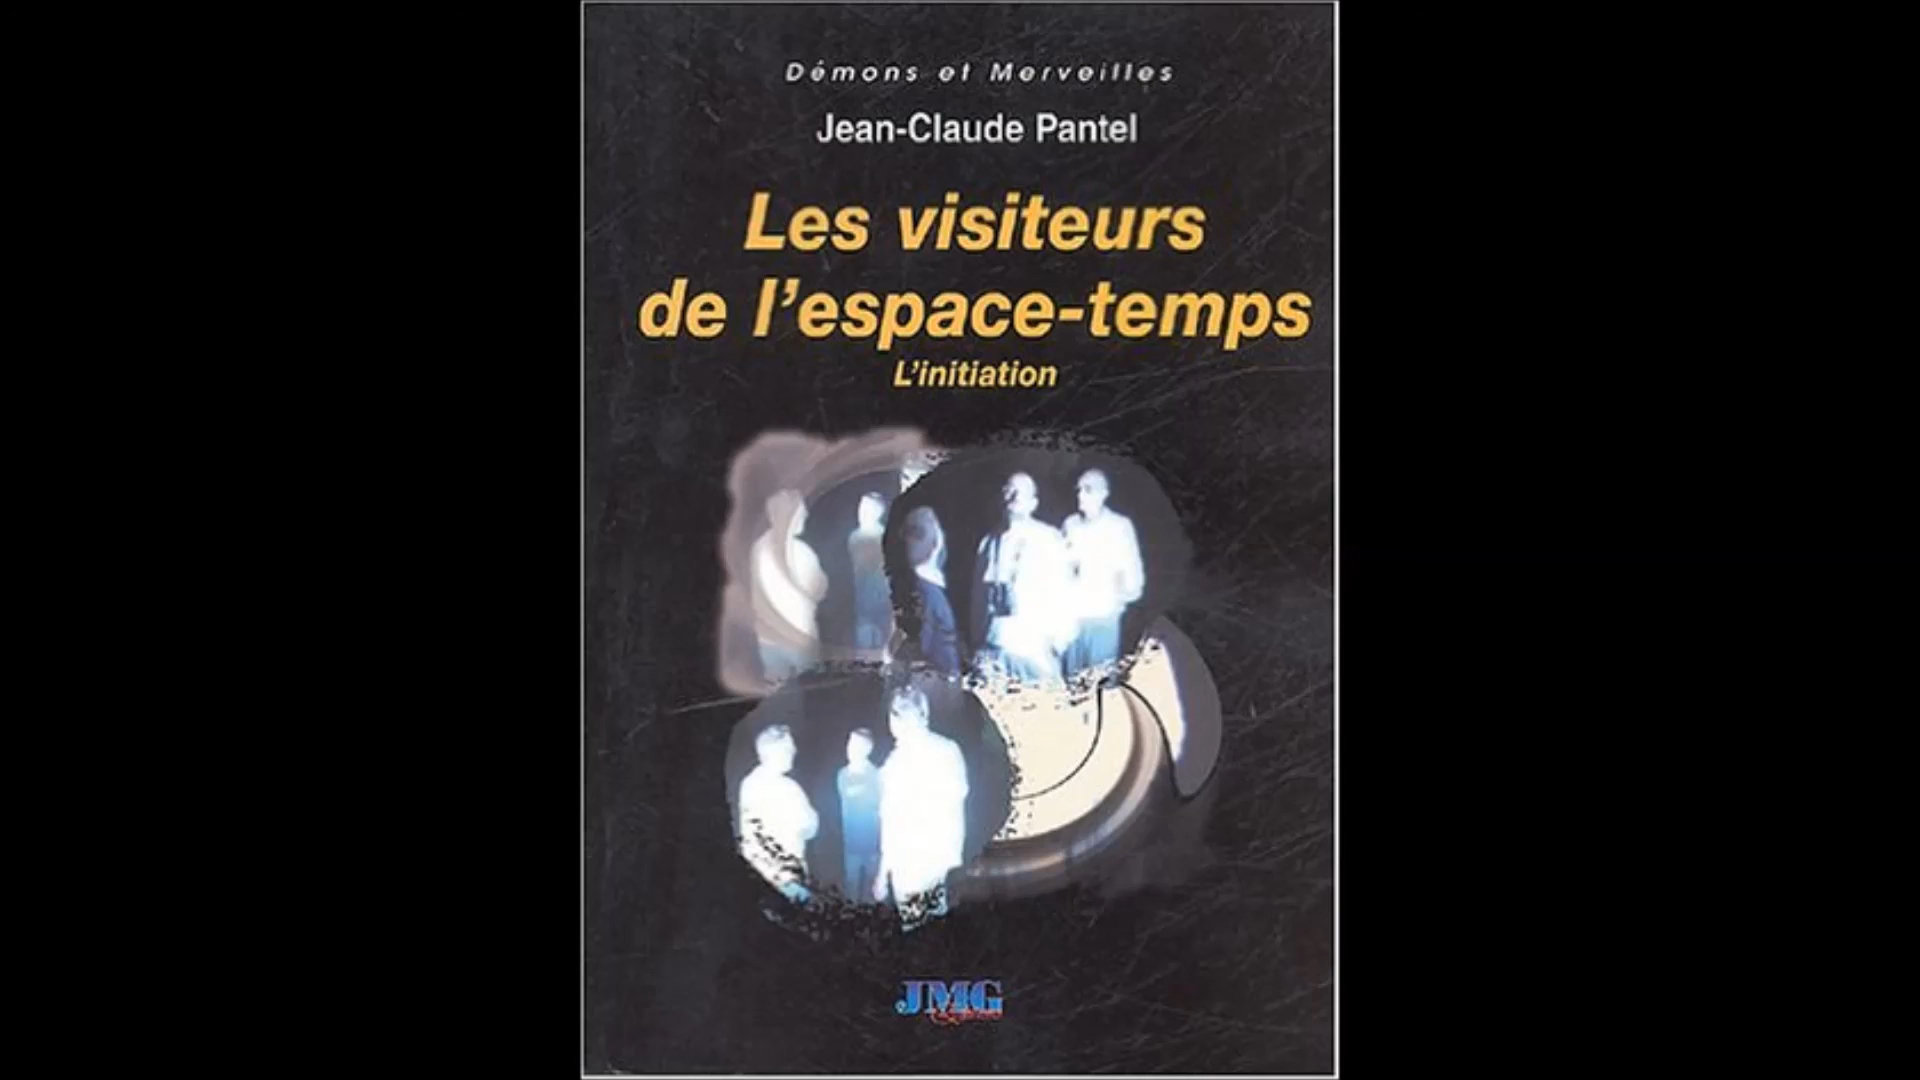 Démons et Merveilles
Jean-Claude Pantel
Les visiteurs
de l'espace-temps
L'initiation
JMG